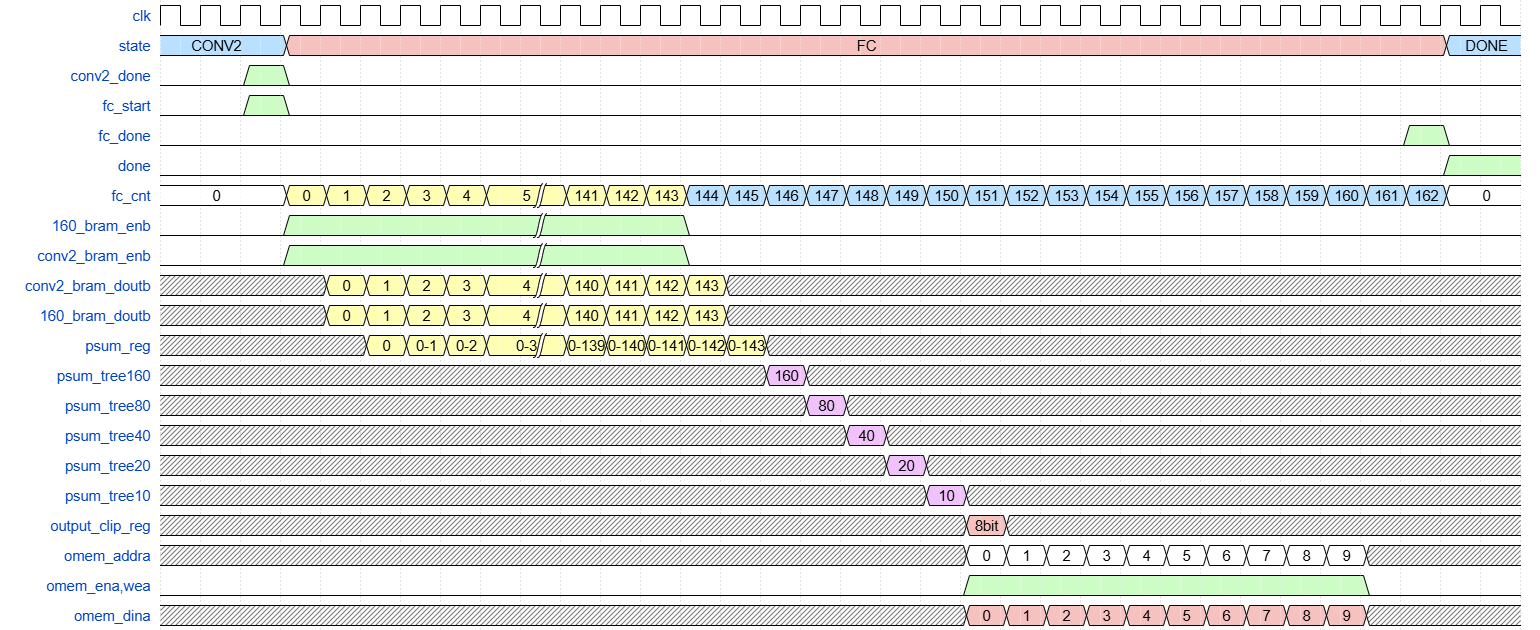 clk
state CONV2 FC DONE
conv2_done
fc_start
fc_done
done
fc_cnt 0 0 1 2 3 4 5 141 142 143 144 145 146 147 148 149 150 151 152 153 154 155 156 157 158 159 160 161 162 0
160_bram_enb
conv2_bram_enb
conv2_bram_doutb 0 1 2 3 4 140 141 142 143
160_bram_doutb 0 1 2 3 4 140 141 142 143
psum_reg 0 0-1 0-2 0-3 0-139 0-140 0-141 0-142 0-143
psum_tree160 160
psum_tree80 80
psum_tree40 40
psum_tree20 20
psum_tree10 10
output_clip_reg 8bit
omem_addra 0 1 2 3 4 5 6 7 8 9
omem_ena,wea
omem_dina 0 1 2 3 4 5 6 7 8 9